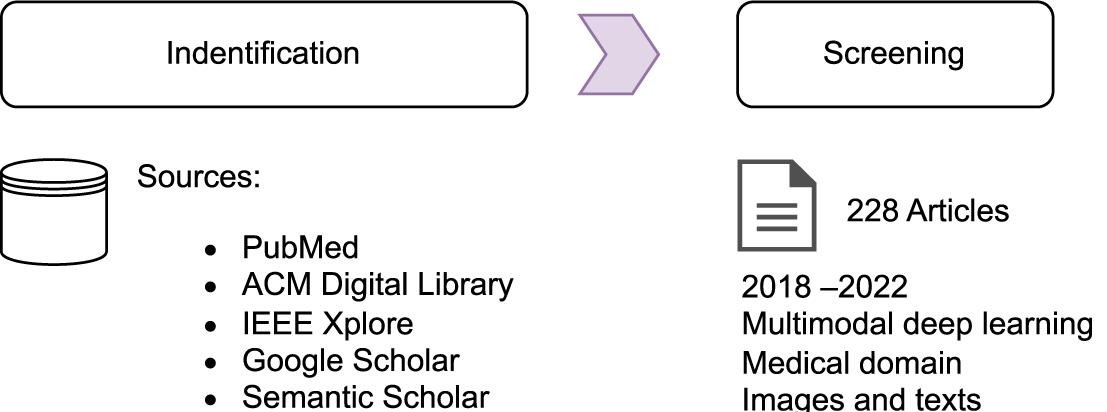 Indentification
Screening
Sources:
• PubMed
• ACM Digital Library
• IEEE Xplore
• Google Scholar
• Semantic Scholar
228 Articles
2018 –2022
Multimodal deep learning
Medical domain
Images and texts